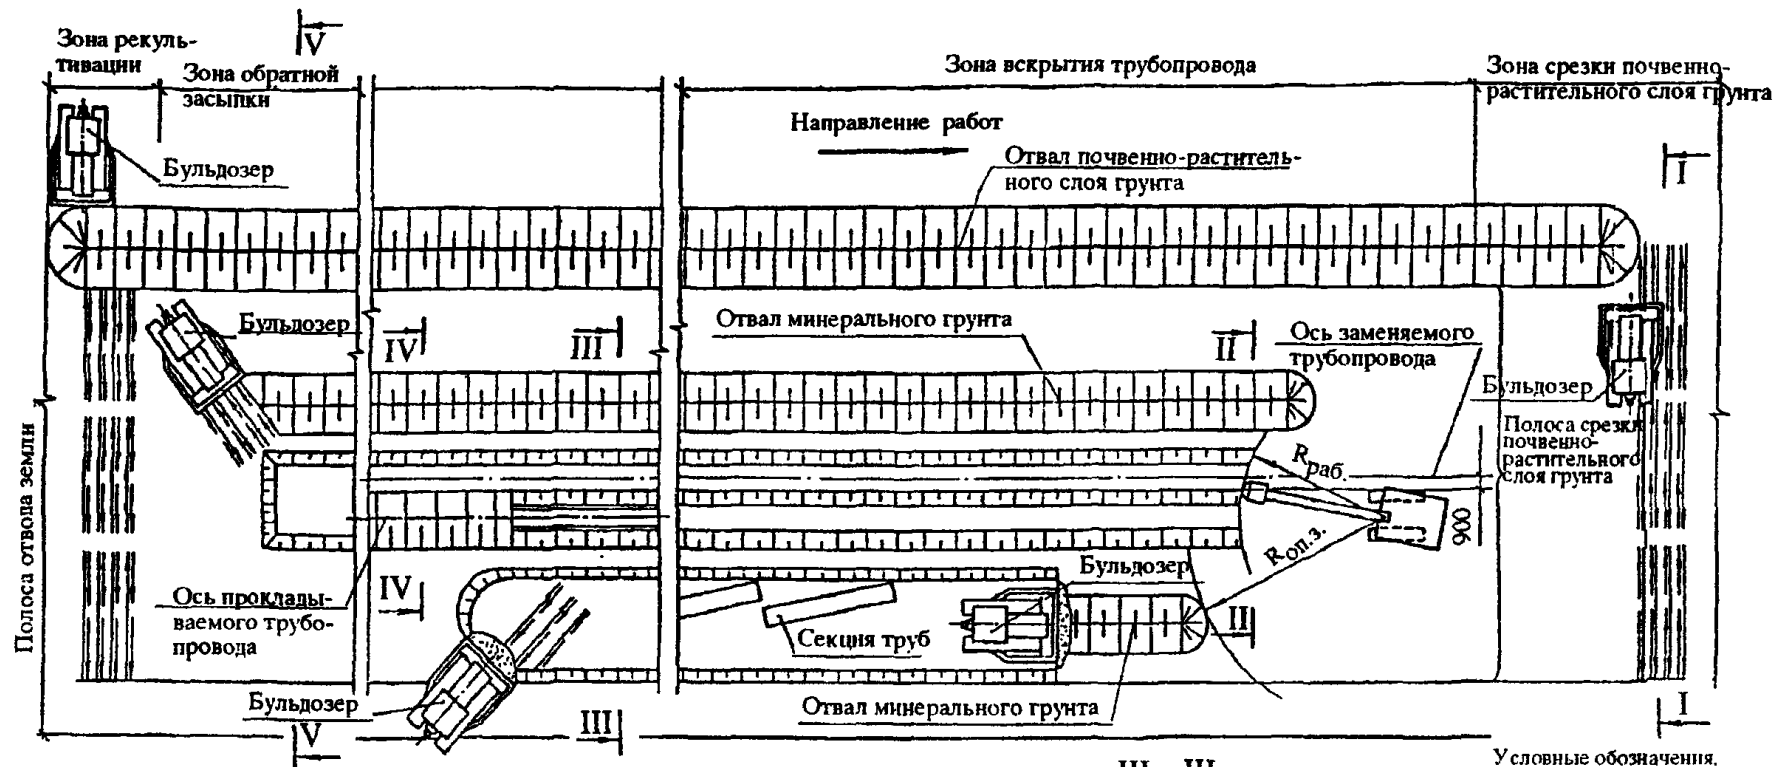 Зона рекуль-
тивации
V
Зона обратной
засыпки
Зона вскрытия трубопровода
Зона срезки почвенно-
растительного слоя грунта
Направление работ
Отвал почвенно-раститель-
ного слоя грунта
I
Бульдозер
Бульдозер
IV
III
Отвал минерального грунта
II
Ось заменяемого
трубопровода
Бульдозер
Полоса срезки
почвенно-
растительного
слоя грунта
Rраб.
900
Rоп.з.
Полоса отвода земли
IV
Ось проклады-
ваемого трубо-
провода
Бульдозер
Секция труб
II
Бульдозер
V
III
Отвал минерального грунта
I
Условные обозначения.
III
III